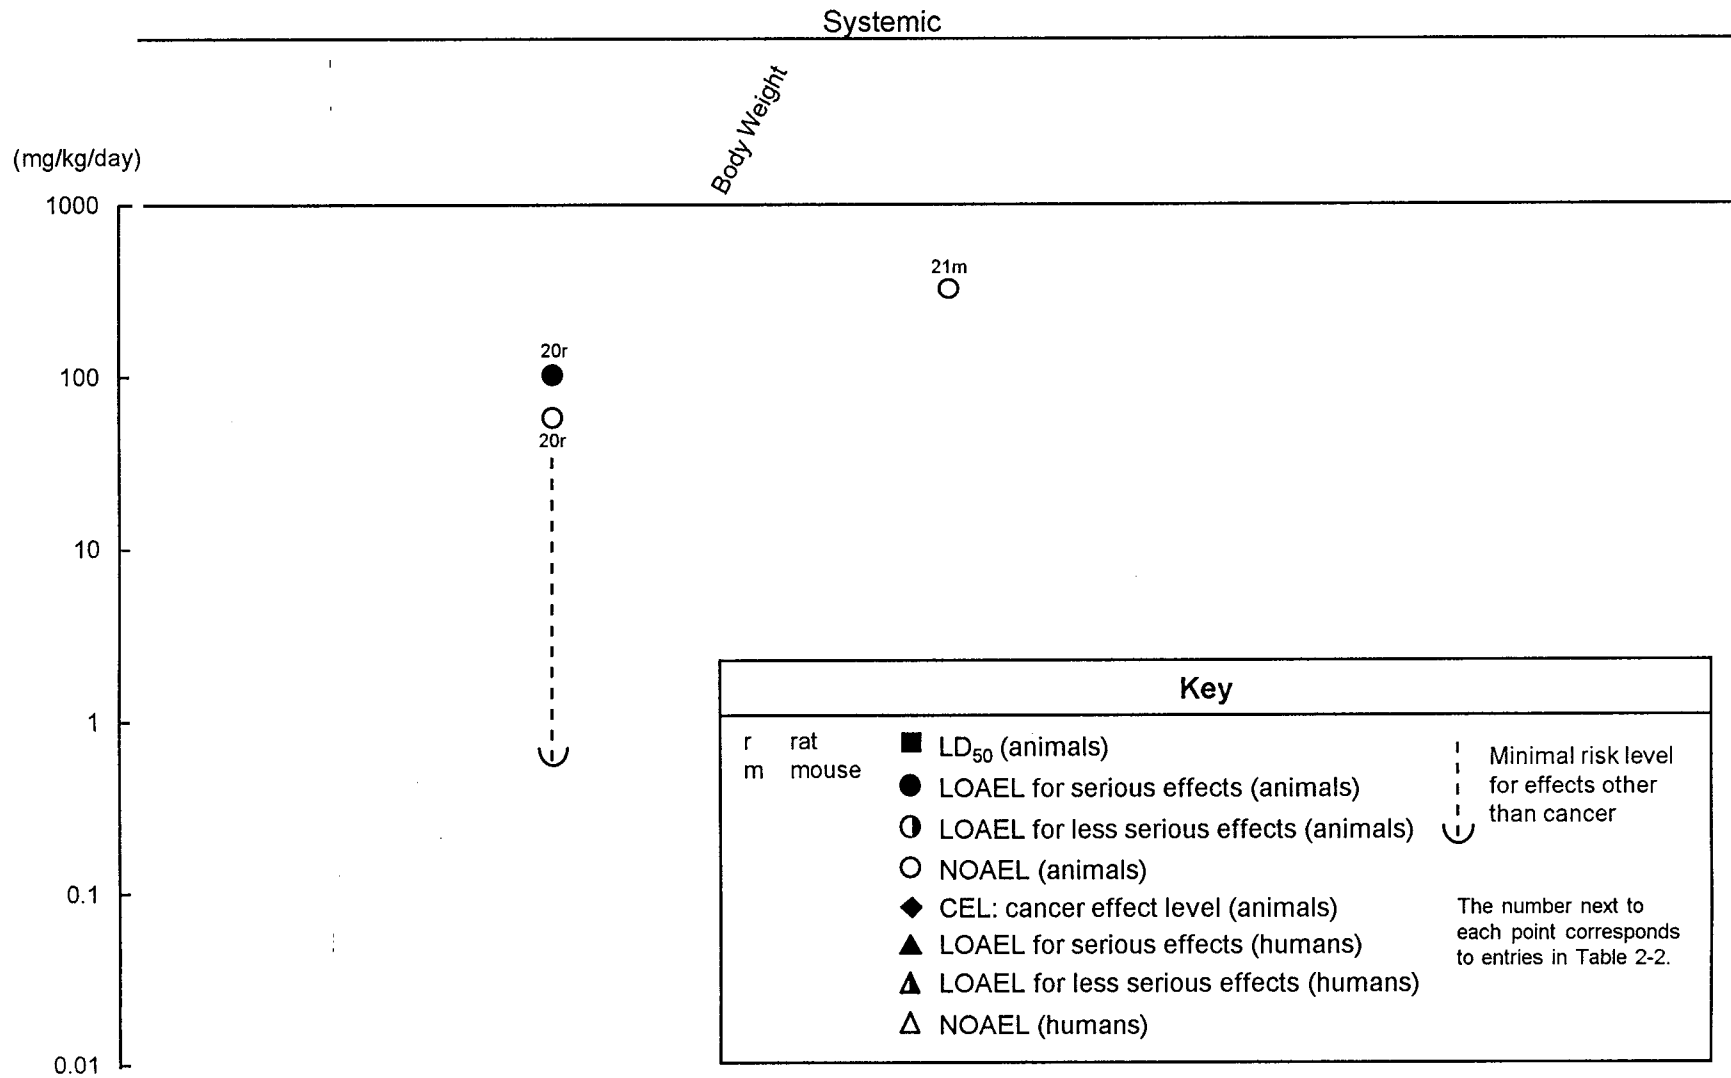 Systemic
Body Weight
(mg/kg/day)
1000
21m
20r
100
20r
10
1
0.1
0.01
Key
r rat
m mouse
LD50 (animals)
LOAEL for serious effects (animals)
LOAEL for less serious effects (animals)
NOAEL (animals)
CEL: cancer effect level (animals)
LOAEL for serious effects (humans)
LOAEL for less serious effects (humans)
NOAEL (humans)
Minimal risk level
for effects other
than cancer
The number next to
each point corresponds
to entries in Table 2-2.